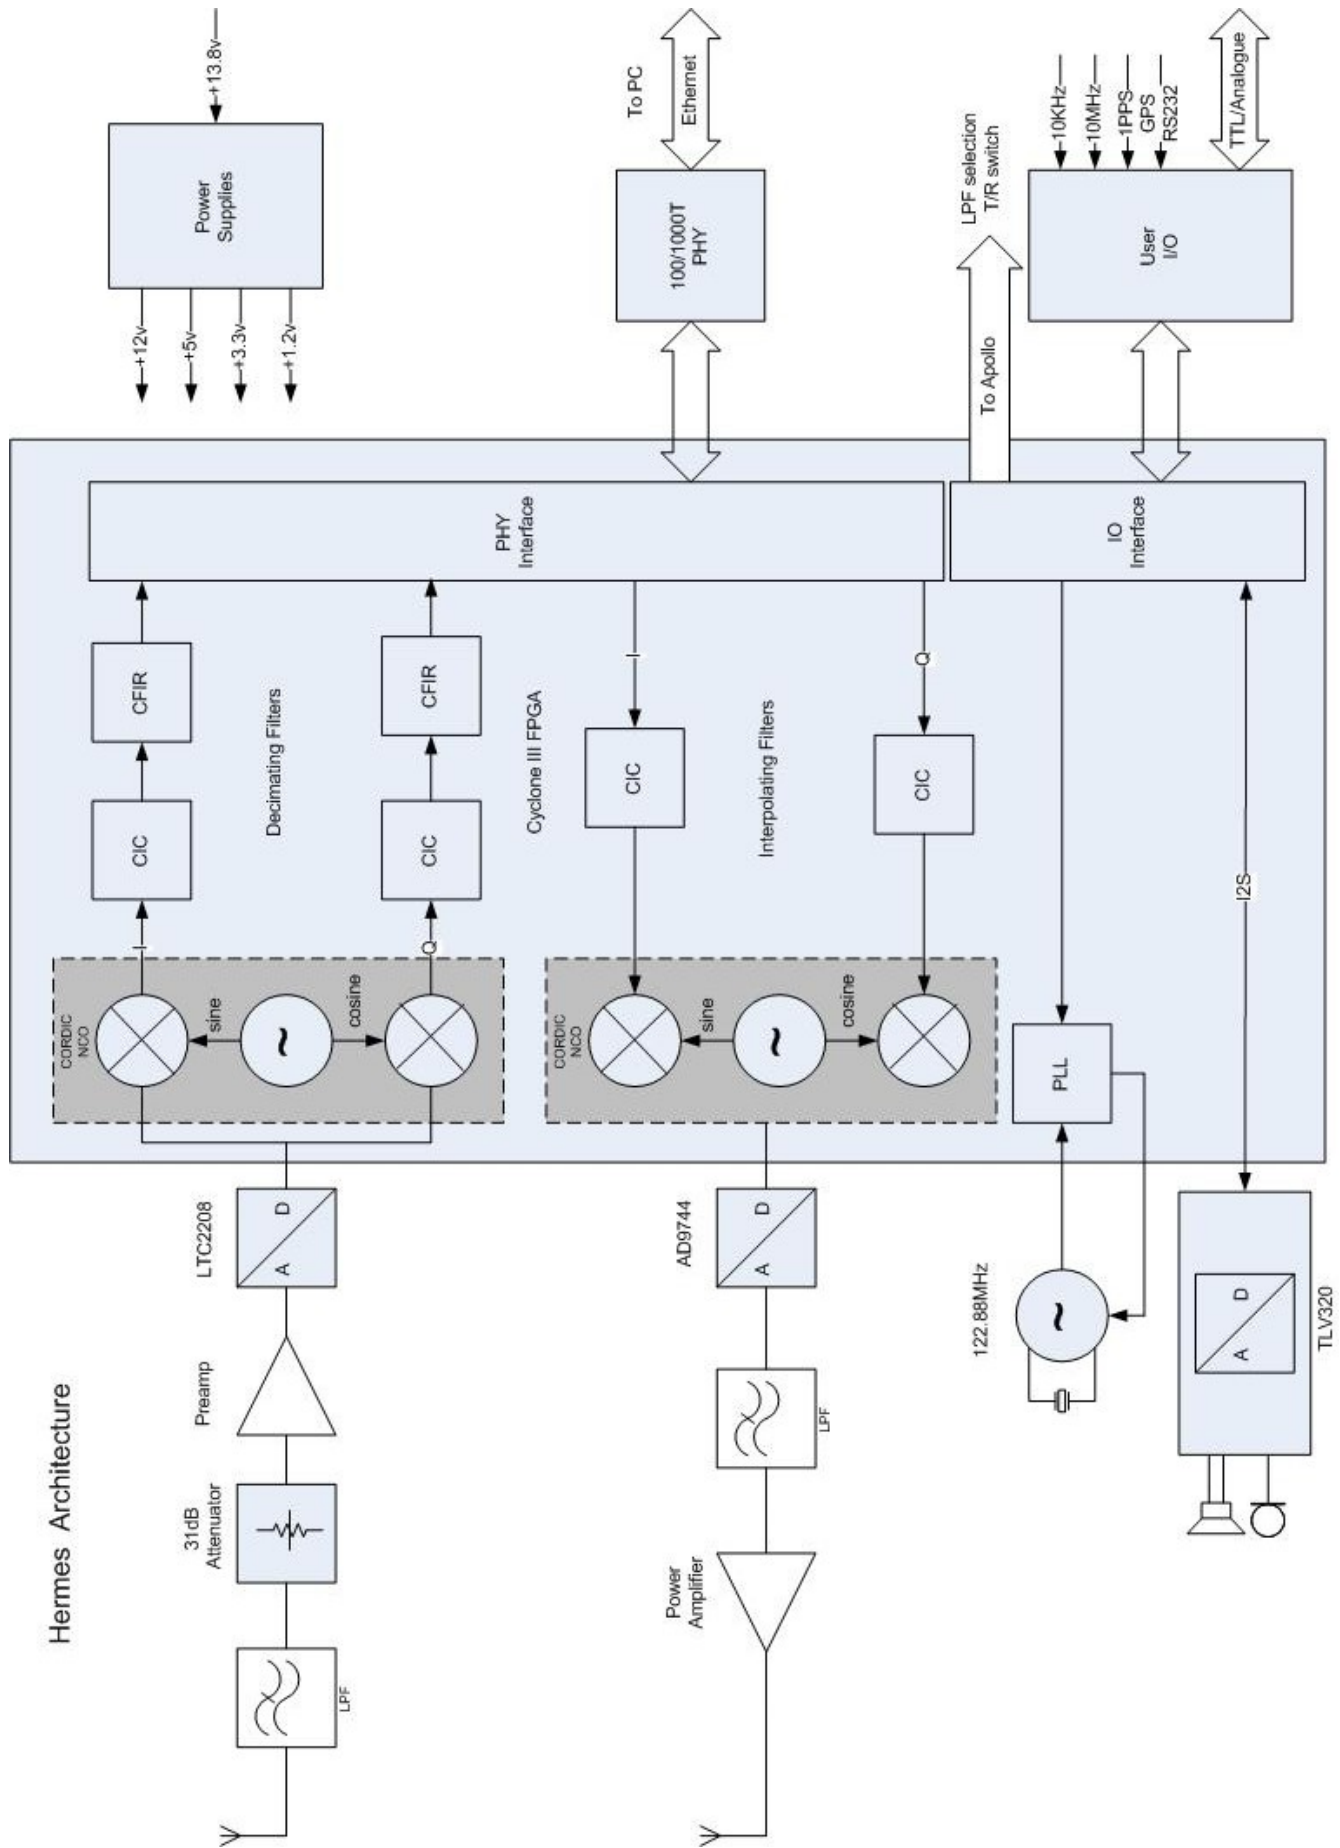 Hermes Architecture
LPF
31dB
Attenuator
Preamp
LTC2208
A
D
CORDIC
NCO
sine
cosine
I
Q
CIC
CIC
CFIR
CFIR
Decimating Filters
Cyclone III FPGA
PHY
Interface
Power
Supplies
+13.8v
+12v
+5v
+3.3v
+1.2v
100/1000T
PHY
To PC
Ethernet
Power
Amplifier
LPF
AD9744
A
D
CORDIC
NCO
sine
cosine
CIC
CIC
I
Q
Interpolating Filters
To Apollo
LPF selection
T/R switch
122.88MHz
PLL
IO
Interface
User
I/O
10KHz
10MHz
1PPS
GPS
RS232
TTL/Analogue
I2S
A
D
TLV320